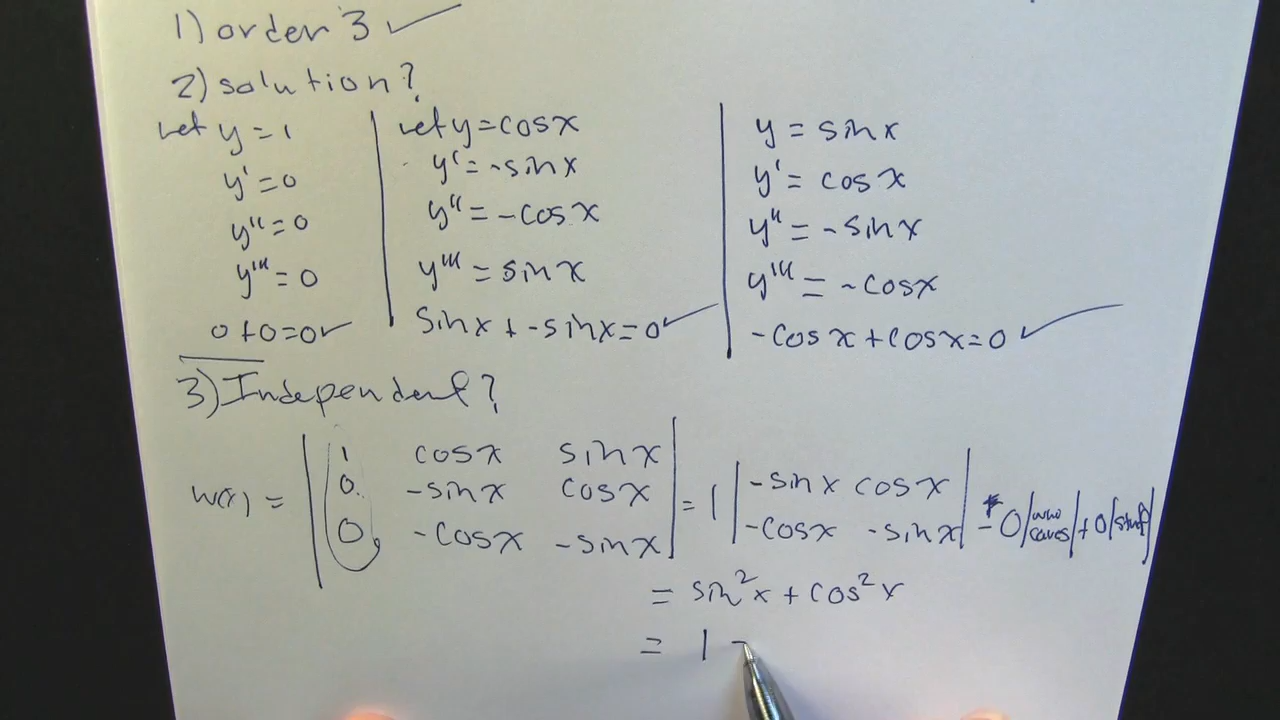 1) order 3 ✓
2) solution?
let y = 1
y' = 0
y'' = 0
y''' = 0
0 + 0 = 0 ✓
let y = cos x
y' = -sin x
y'' = -cos x
y''' = sin x
sin x + -sin x = 0 ✓
y = sin x
y' = cos x
y'' = -sin x
y''' = -cos x
-cos x + cos x = 0 ✓
3) Independent?
w(x) = | 1 cos x sin x | = 1 | -sin x cos x | - 0 | who cares | + 0 | stuff |
| 0 -sin x cos x | | -cos x -sin x |
| 0 -cos x -sin x |
= sin² x + cos² x
= 1 -